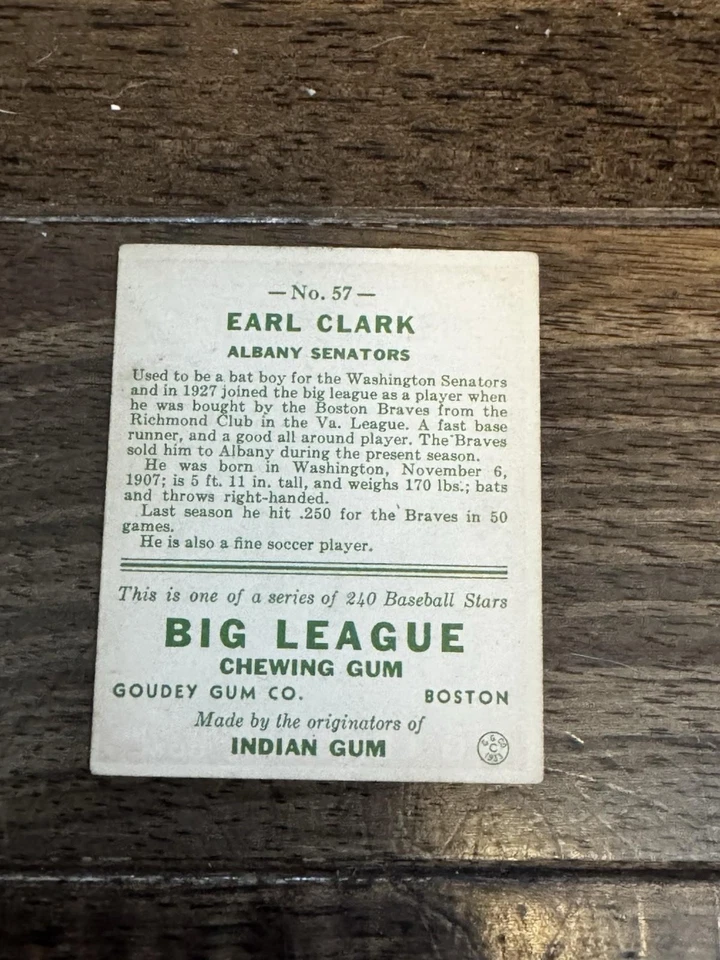 —No. 57—
EARL CLARK
ALBANY SENATORS
Used to be a bat boy for the Washington Senators
and in 1927 joined the big league as a player when
he was bought by the Boston Braves from the
Richmond Club in the Va. League. A fast base
runner, and a good all around player. The Braves
sold him to Albany during the present season.
He was born in Washington, November 6,
1907; is 5 ft. 11 in. tall, and weighs 170 lbs.; bats
and throws right-handed.
Last season he hit .250 for the Braves in 50
games.
He is also a fine soccer player.
This is one of a series of 240 Baseball Stars
BIG LEAGUE
CHEWING GUM
GOUDEY GUM CO. BOSTON
Made by the originators of
INDIAN GUM
G. G. CO.
C
1933